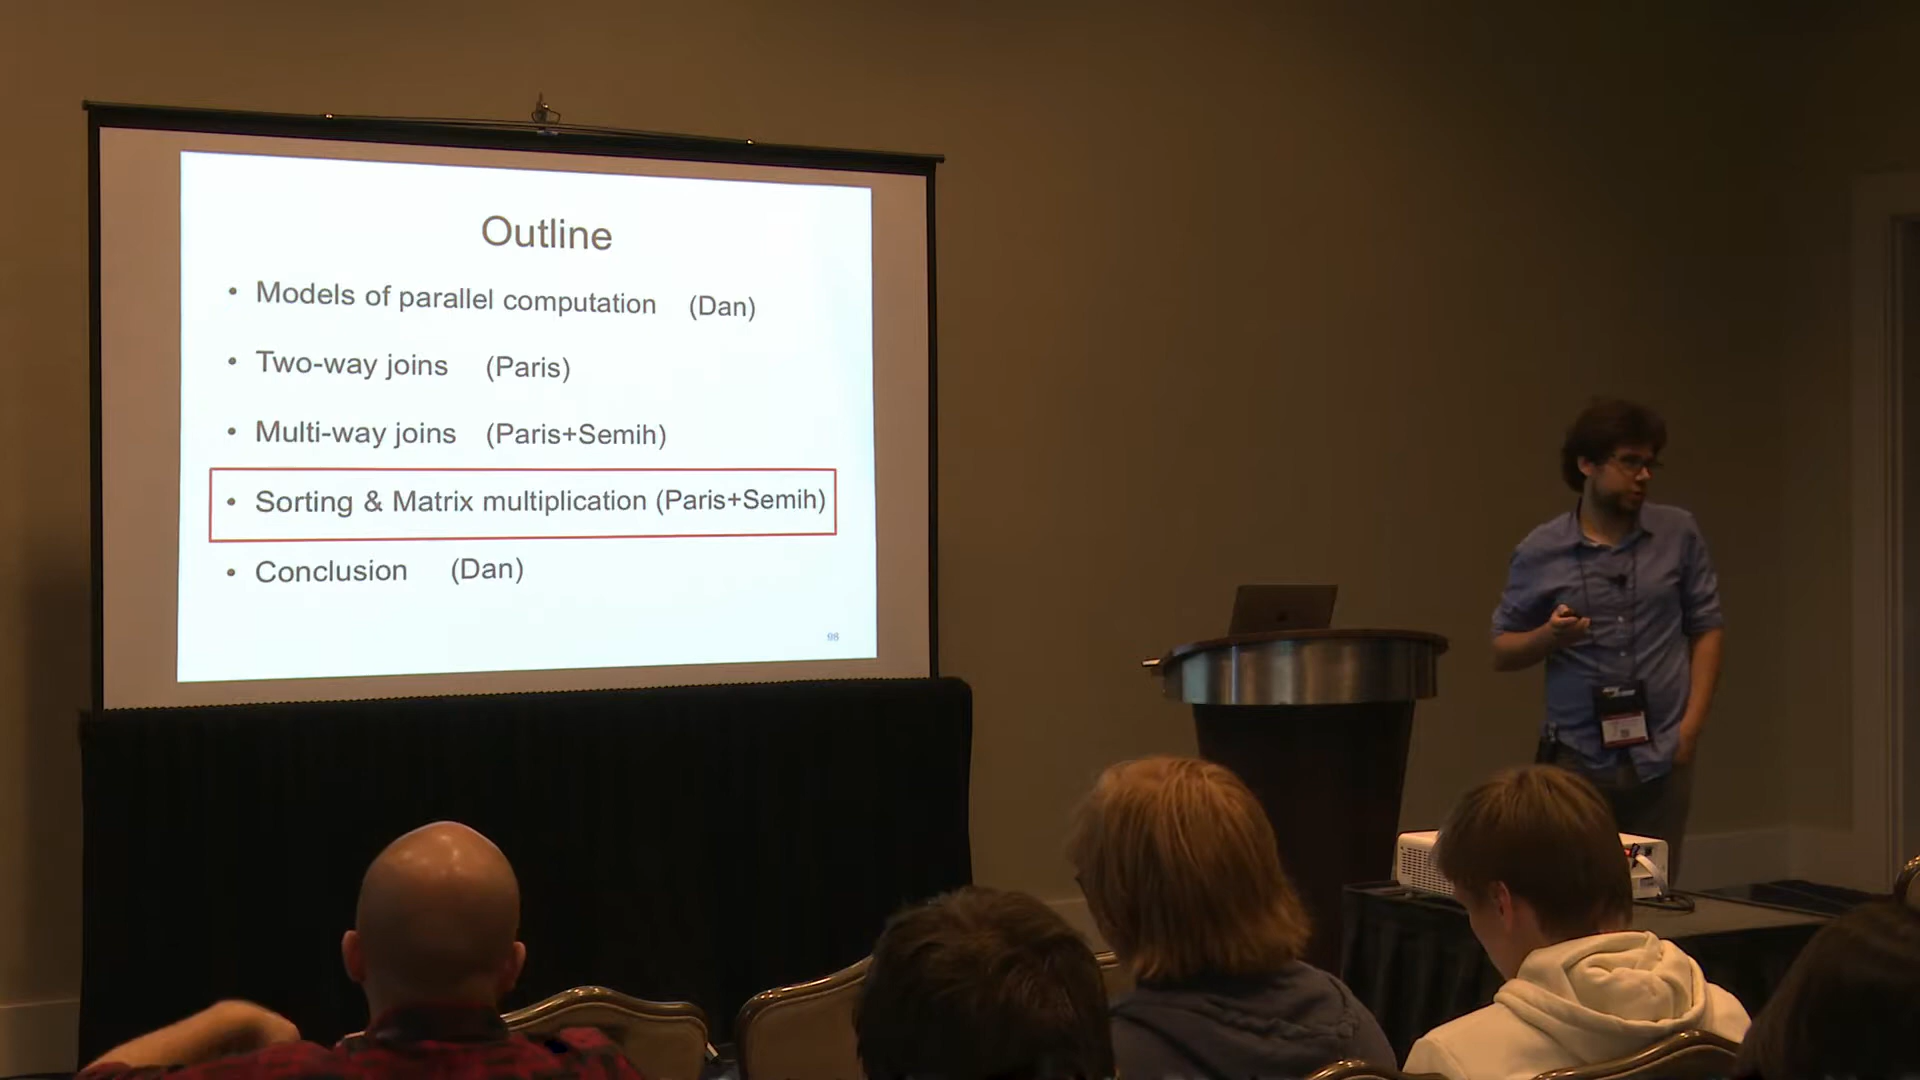 Outline
• Models of parallel computation (Dan)
• Two-way joins (Paris)
• Multi-way joins (Paris+Semih)
• Sorting & Matrix multiplication (Paris+Semih)
• Conclusion (Dan)
98